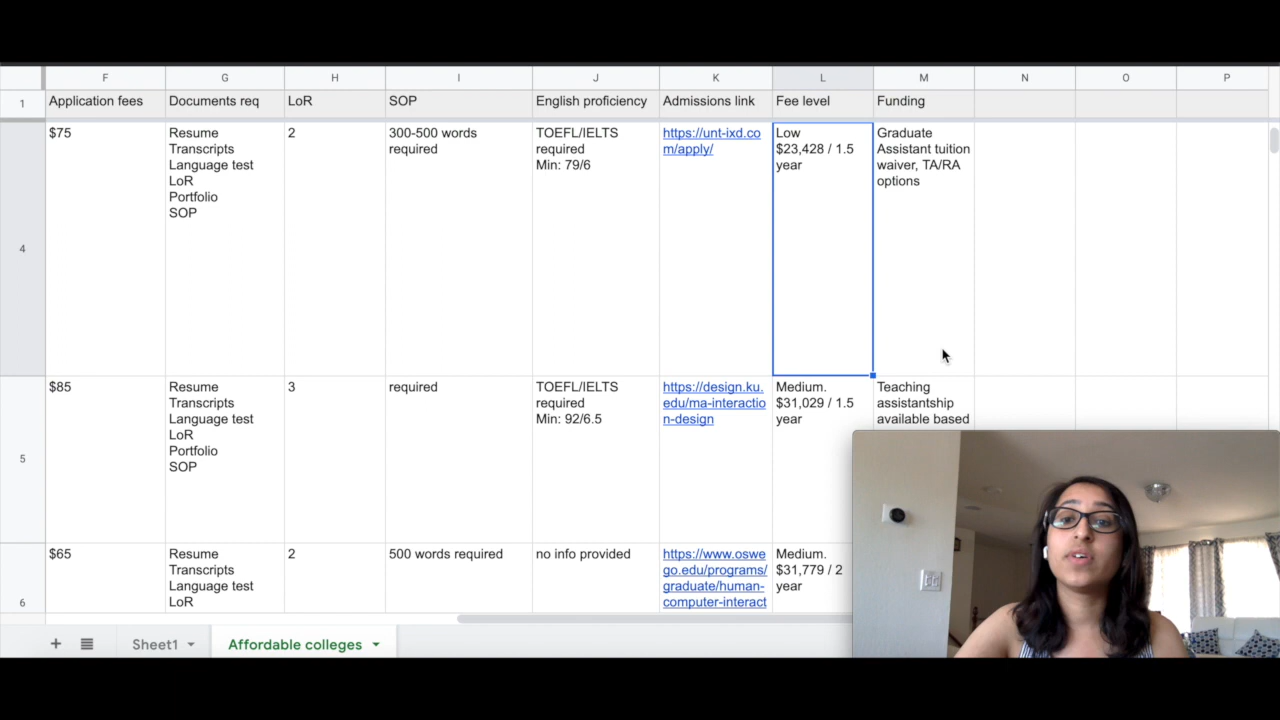 F G H I J K L M N O P
1 Application fees Documents req LoR SOP English proficiency Admissions link Fee level Funding
4
$75
Resume
Transcripts
Language test
LoR
Portfolio
SOP
2
300-500 words
required
TOEFL/IELTS
required
Min: 79/6
https://unt-ixd.co
m/apply/
Low
$23,428 / 1.5
year
Graduate
Assistant tuition
waiver, TA/RA
options
5
$85
Resume
Transcripts
Language test
LoR
Portfolio
SOP
3
required
TOEFL/IELTS
required
Min: 92/6.5
https://design.ku.
edu/ma-interactio
n-design
Medium.
$31,029 / 1.5
year
Teaching
assistantship
available based
6
$65
Resume
Transcripts
Language test
LoR
2
500 words required
no info provided
https://www.oswe
go.edu/programs/
graduate/human-
computer-interact
Medium.
$31,779 / 2
year
Sheet1 Affordable colleges